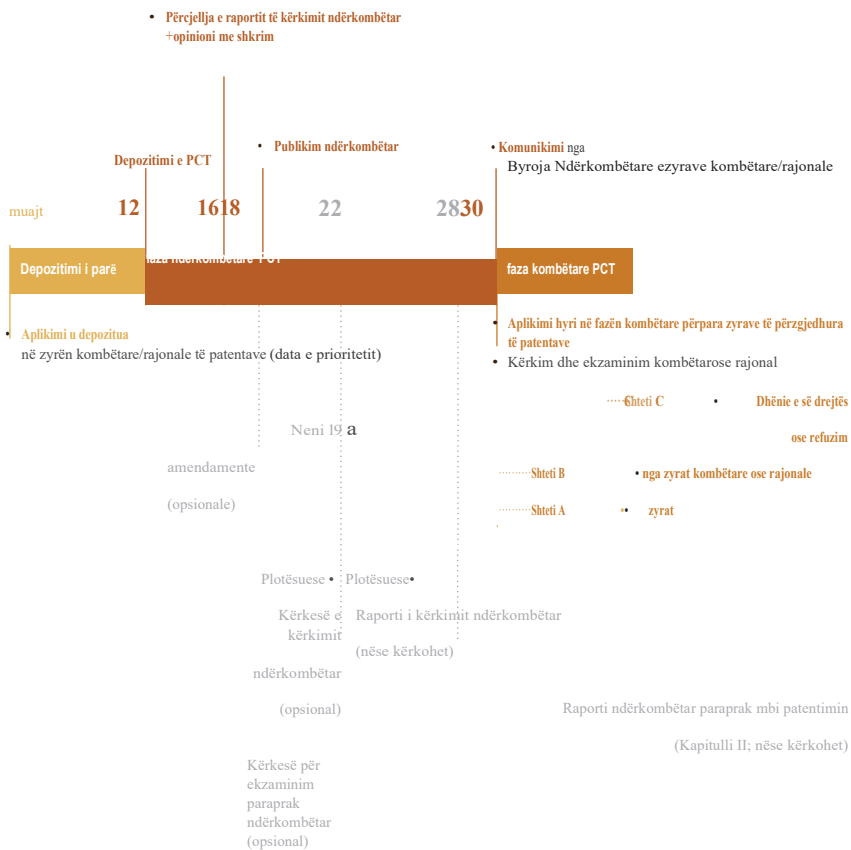 • Përcjellja e raportit të kërkimit ndërkombëtar
+opinioni me shkrim
Depozitimi e PCT
• Publikim ndërkombëtar
• Komunikimi nga
Byroja Ndërkombëtare ezyrave kombëtare/rajonale
muajt 12 1618 22 2830
Depozitimi i parë
faza ndërkombëtare PCT
faza kombëtare PCT
• Aplikimi u depozitua
në zyrën kombëtare/rajonale të patentave (data e prioritetit)
• Aplikimi hyri në fazën kombëtare përpara zyrave të përzgjedhura
të patentave
• Kërkim dhe ekzaminim kombëtarose rajonal
Shteti C • Dhënie e së drejtës
ose refuzim
Neni l9 a
amendamente
(opsionale)
Shteti B • nga zyrat kombëtare ose rajonale
Shteti A •• zyrat
Plotësuese • Plotësuese•
Kërkesë e
kërkimit
ndërkombëtar
(opsional)
Raporti i kërkimit ndërkombëtar
(nëse kërkohet)
Raporti ndërkombëtar paraprak mbi patentimin
(Kapitulli II; nëse kërkohet)
Kërkesë për
ekzaminim
paraprak
ndërkombëtar
(opsional)